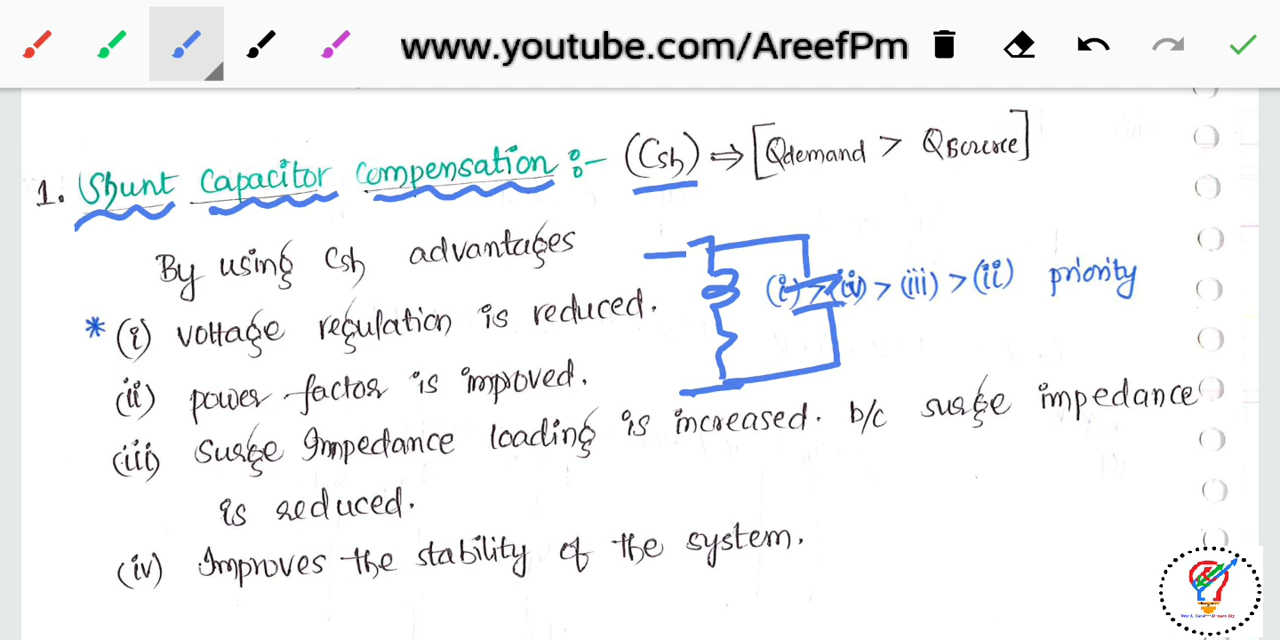 www.youtube.com/AreefPm
1. Shunt Capacitor Compensation :- (Csh) ⇒ [Qdemand > Qsource]
By using Csh advantages
(i) > (iv) > (iii) > (ii) priority
* (i) voltage regulation is reduced.
(ii) power factor is improved.
(iii) Surge Impedance loading is increased. b/c surge impedance
is reduced.
(iv) Improves the stability of the system.